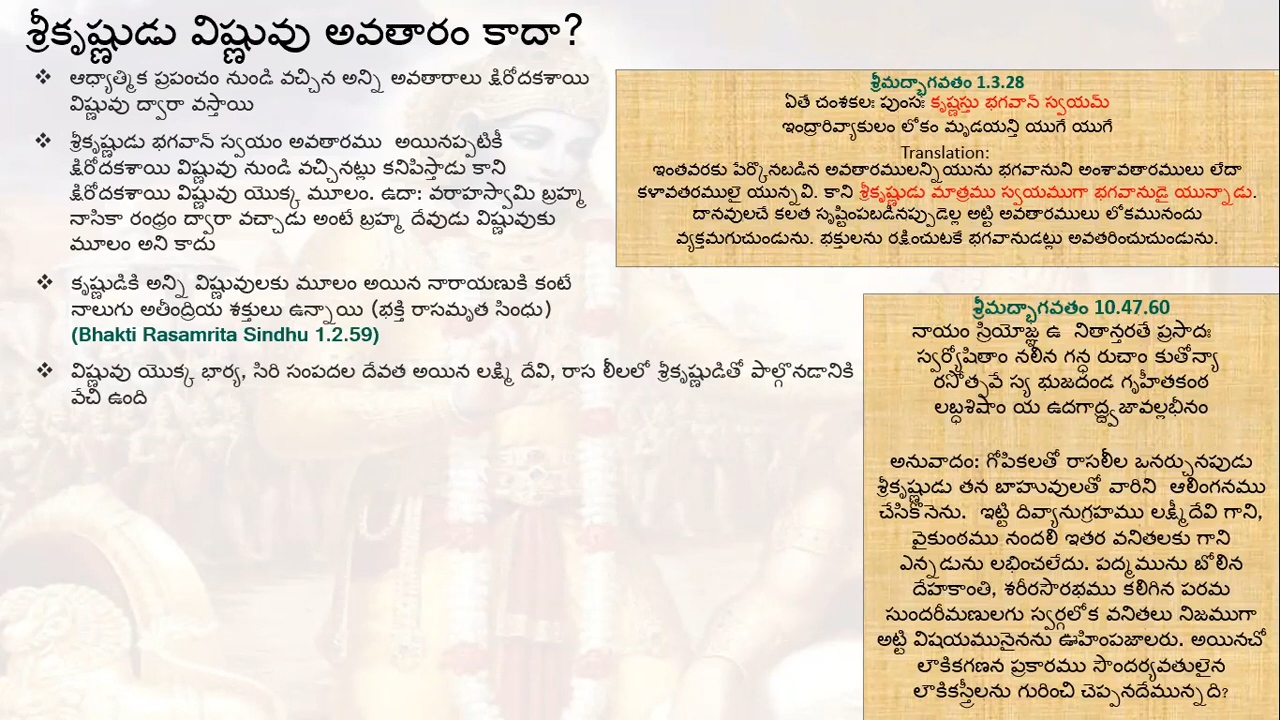 శ్రీకృష్ణుడు విష్ణువు అవతారం కాదా?
❖ ఆధ్యాత్మిక ప్రపంచం నుండి వచ్చిన అన్ని అవతారాలు క్షీరోదకశాయి
విష్ణువు ద్వారా వస్తాయి
❖ శ్రీకృష్ణుడు భగవాన్ స్వయం అవతారము అయినప్పటికీ
క్షీరోదకశాయి విష్ణువు నుండి వచ్చినట్లు కనిపిస్తాడు కాని
క్షీరోదకశాయి విష్ణువు యొక్క మూలం. ఉదా: వరాహస్వామి బ్రహ్మ
నాసికా రంధ్రం ద్వారా వచ్చాడు అంటే బ్రహ్మ దేవుడు విష్ణువుకు
మూలం అని కాదు
❖ కృష్ణుడికి అన్ని విష్ణువులకు మూలం అయిన నారాయణుకి కంటే
నాలుగు అతీంద్రియ శక్తులు ఉన్నాయి (భక్తి రాసమృత సింధు)
(Bhakti Rasamrita Sindhu 1.2.59)
❖ విష్ణువు యొక్క భార్య, సిరి సంపదల దేవత అయిన లక్ష్మి దేవి, రాస లీలలో శ్రీకృష్ణుడితో పాల్గొనడానికి
వేచి ఉంది
శ్రీమద్భాగవతం 1.3.28
ఏతే చంశకలః పుంసః కృష్ణస్తు భగవాన్ స్వయమ్
ఇంద్రారివ్యాకులం లోకం మృడయన్తి యుగే యుగే
Translation:
ఇంతవరకు పేర్కొనబడిన అవతారములన్నియును భగవానుని అంశావతారములు లేదా
కళావతరములై యున్నవి. కాని శ్రీకృష్ణుడు మాత్రము స్వయముగా భగవానుడై యున్నాడు.
దానవులచే కలత సృష్టింపబడినప్పుడెల్ల అట్టి అవతారములు లోకమునందు
వ్యక్తమగుచుండును. భక్తులను రక్షించుటకే భగవానుడట్లు అవతరించుచుండును.
శ్రీమద్భాగవతం 10.47.60
నాయం స్రియోజ్ఞ ఉ నితాన్తరతే ప్రసాదః
స్వర్యోషితాం నలిన గన్ధ రుచాం కుతోన్యా
రసోత్సవే స్య భుజదండ గృహీతకంఠ
లబ్ధశిషాం య ఉదగాద్వ్రజావల్లభీనం
అనువాదం: గోపికలతో రాసలీల ఒనర్చునపుడు
శ్రీకృష్ణుడు తన బాహువులతో వారిని ఆలింగనము
చేసికొనెను. ఇట్టి దివ్యానుగ్రహము లక్ష్మీదేవి గాని,
వైకుంఠము నందలి ఇతర వనితలకు గాని
ఎన్నడును లభించలేదు. పద్మమును బోలిన
దేహకాంతి, శరీరసౌరభము కలిగిన పరమ
సుందరీమణులగు స్వర్గలోక వనితలు నిజముగా
అట్టి విషయమునైనను ఊహింపజాలరు. అయినచో
లౌకికగణన ప్రకారము సౌందర్యవతులైన
లౌకికస్త్రీలను గురించి చెప్పనదేమున్నది?